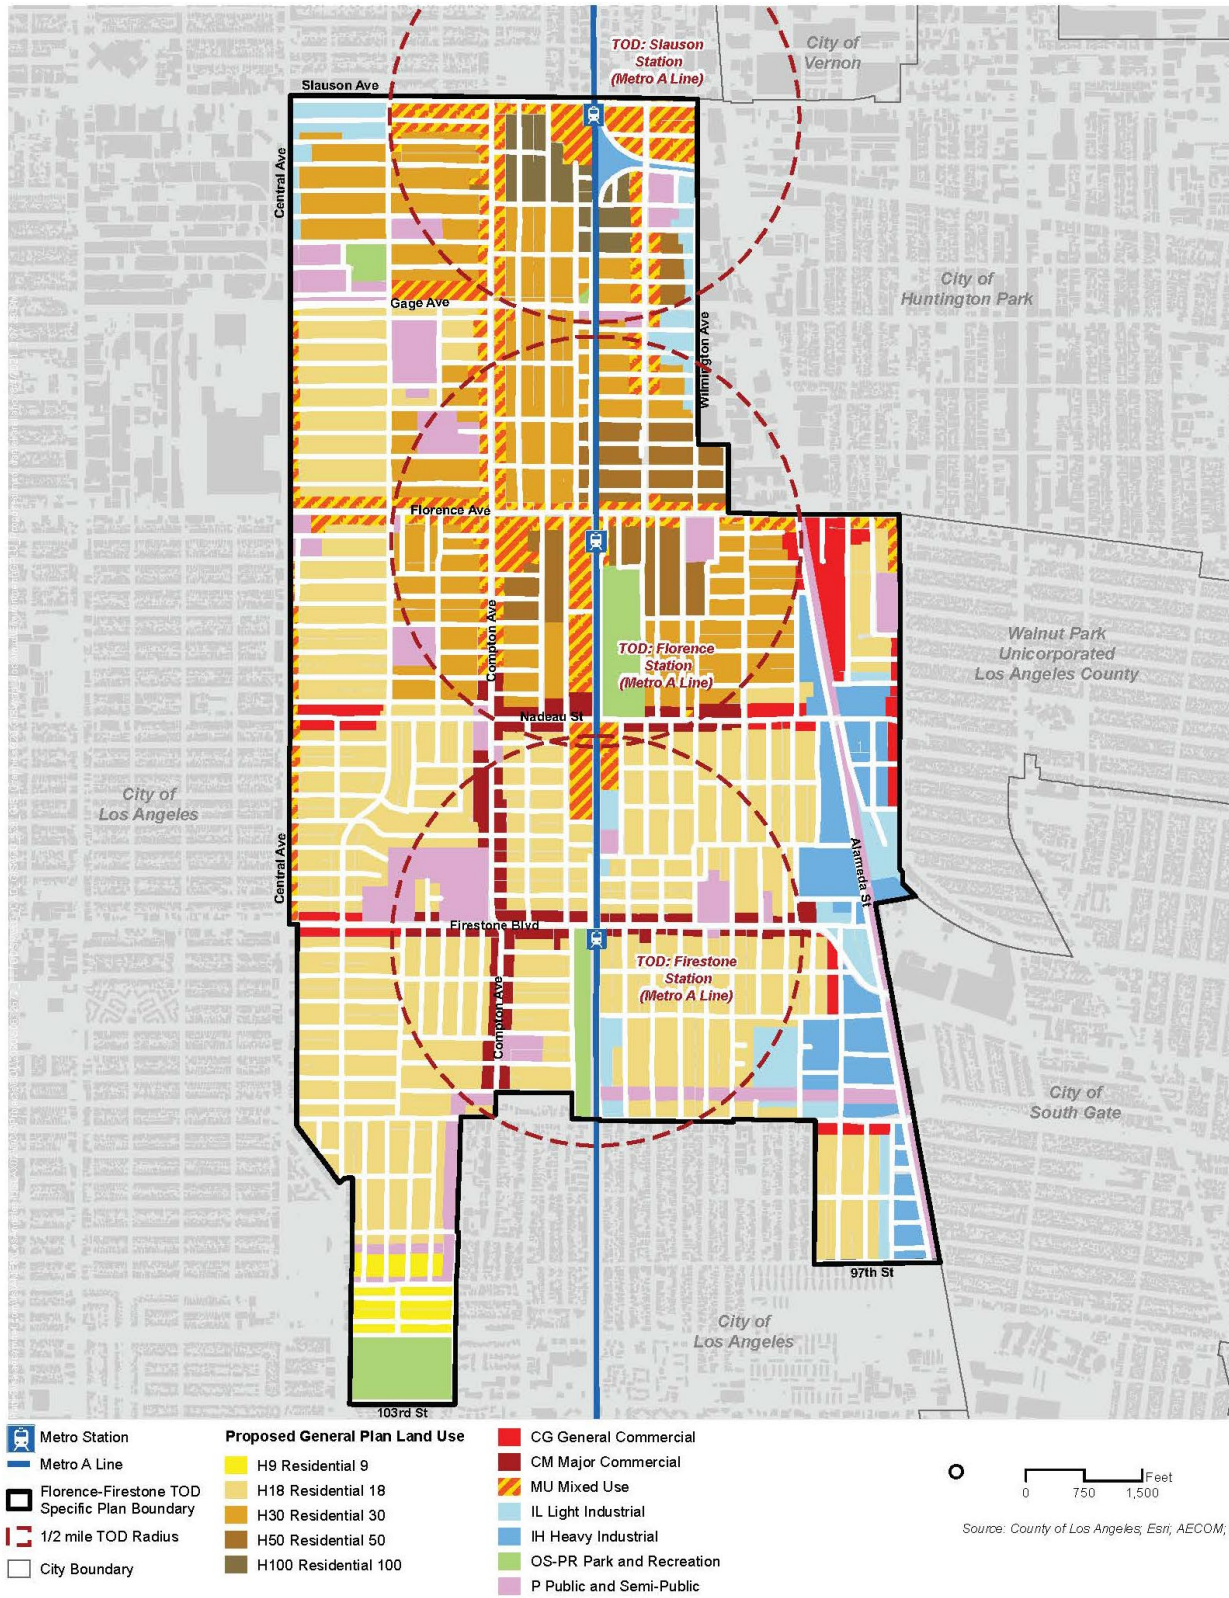 TOD: Slauson
Station
(Metro A Line)
City of
Vernon
Slauson Ave
Central Ave
City of
Huntington Park
Gage Ave
Wilmington Ave
Florence Ave
Compton Ave
TOD: Florence
Station
(Metro A Line)
Walnut Park
Unicorporated
Los Angeles County
Nadeau St
1
City of
Los Angeles
Central Ave
Alameda St
Firestone Blvd
TOD: Firestone
Station
(Metro A Line)
Compton Ave
City of
South Gate
97th St
City of
Los Angeles
103rd St
Metro Station
Metro A Line
Florence-Firestone TOD
Specific Plan Boundary
1/2 mile TOD Radius
City Boundary
Proposed General Plan Land Use
H9 Residential 9
H18 Residential 18
H30 Residential 30
H50 Residential 50
H100 Residential 100
CG General Commercial
CM Major Commercial
MU Mixed Use
IL Light Industrial
IH Heavy Industrial
OS-PR Park and Recreation
P Public and Semi-Public
Feet
0 750 1,500
Source: County of Los Angeles; Esri; AECOM;